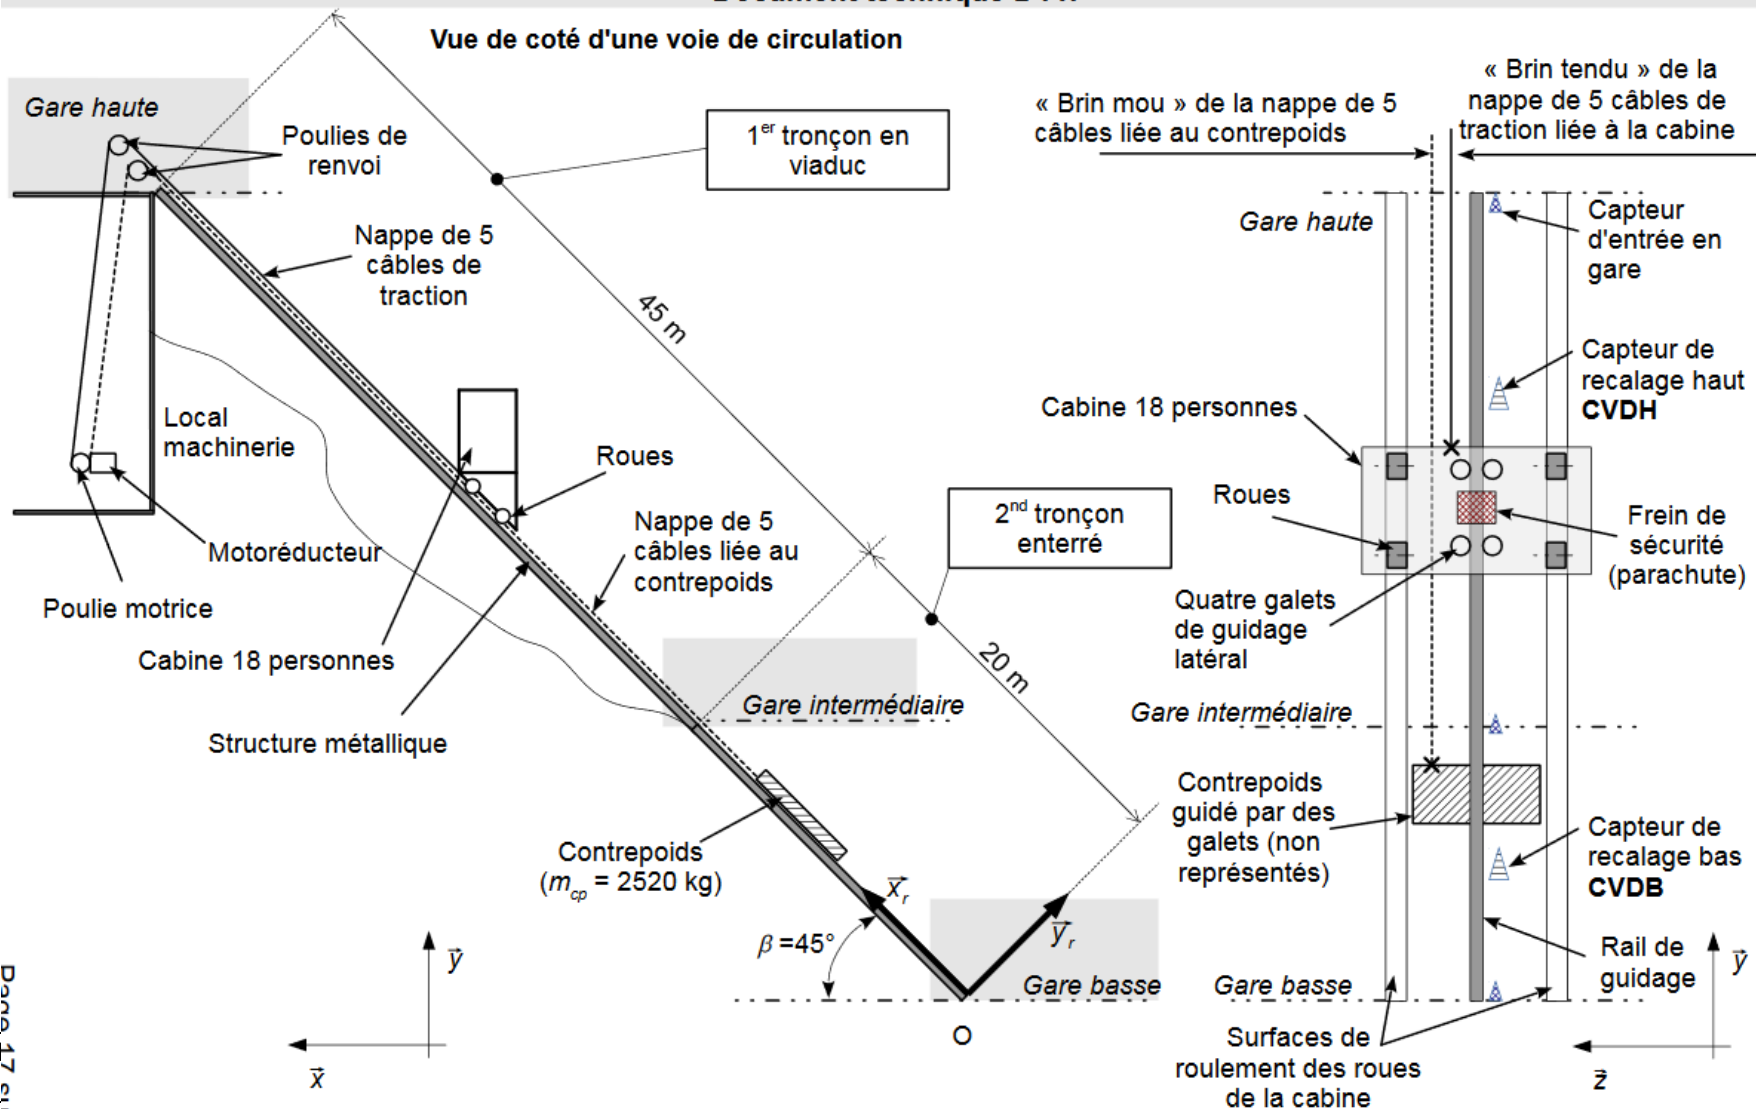 Vue de coté d'une voie de circulation
Gare haute
Poulies de
renvoi
1er tronçon en
viaduc
Nappe de 5
câbles de
traction
45 m
Local
machinerie
Roues
Motoréducteur
Nappe de 5
câbles liée au
contrepoids
2nd tronçon
enterré
Poulie motrice
Cabine 18 personnes
20 m
Gare intermédiaire
Structure métallique
Contrepoids
(mcp = 2520 kg)
β =45°
x⃗r
y⃗r
Gare basse
O
y⃗
x⃗
« Brin mou » de la nappe de 5
câbles liée au contrepoids
« Brin tendu » de la
nappe de 5 câbles de
traction liée à la cabine
Gare haute
Capteur
d'entrée en
gare
Capteur de
recalage haut
CVDH
Cabine 18 personnes
Roues
Frein de
sécurité
(parachute)
Quatre galets
de guidage
latéral
Gare intermédiaire
Contrepoids
guidé par des
galets (non
représentés)
Capteur de
recalage bas
CVDB
Rail de
guidage
Gare basse
Surfaces de
roulement des roues
de la cabine
y⃗
z⃗
Page 17